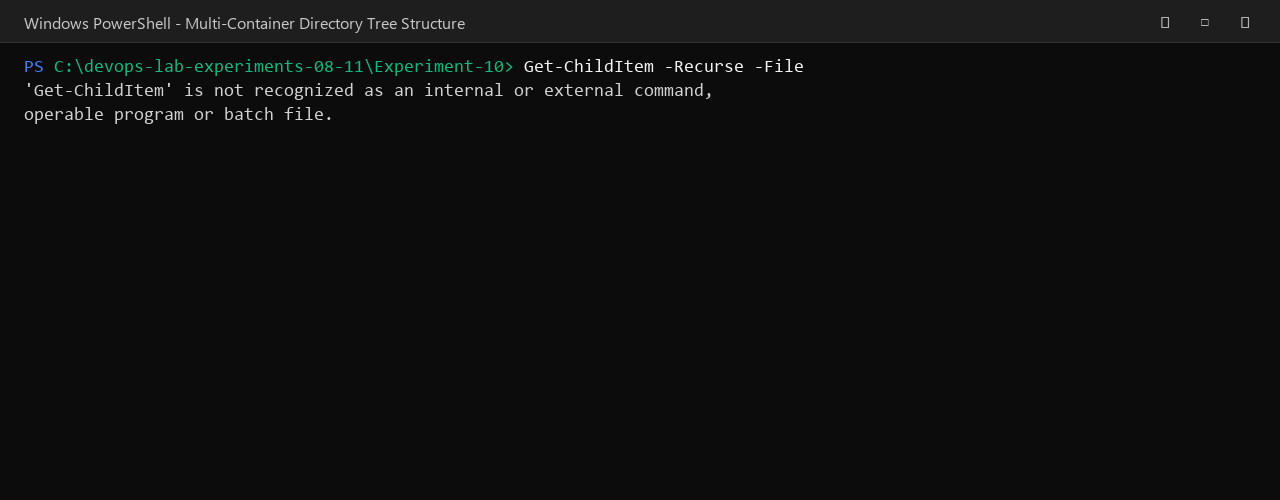 Windows PowerShell - Multi-Container Directory Tree Structure
PS C:\devops-lab-experiments-08-11\Experiment-10> Get-ChildItem -Recurse -File
'Get-ChildItem' is not recognized as an internal or external command,
operable program or batch file.